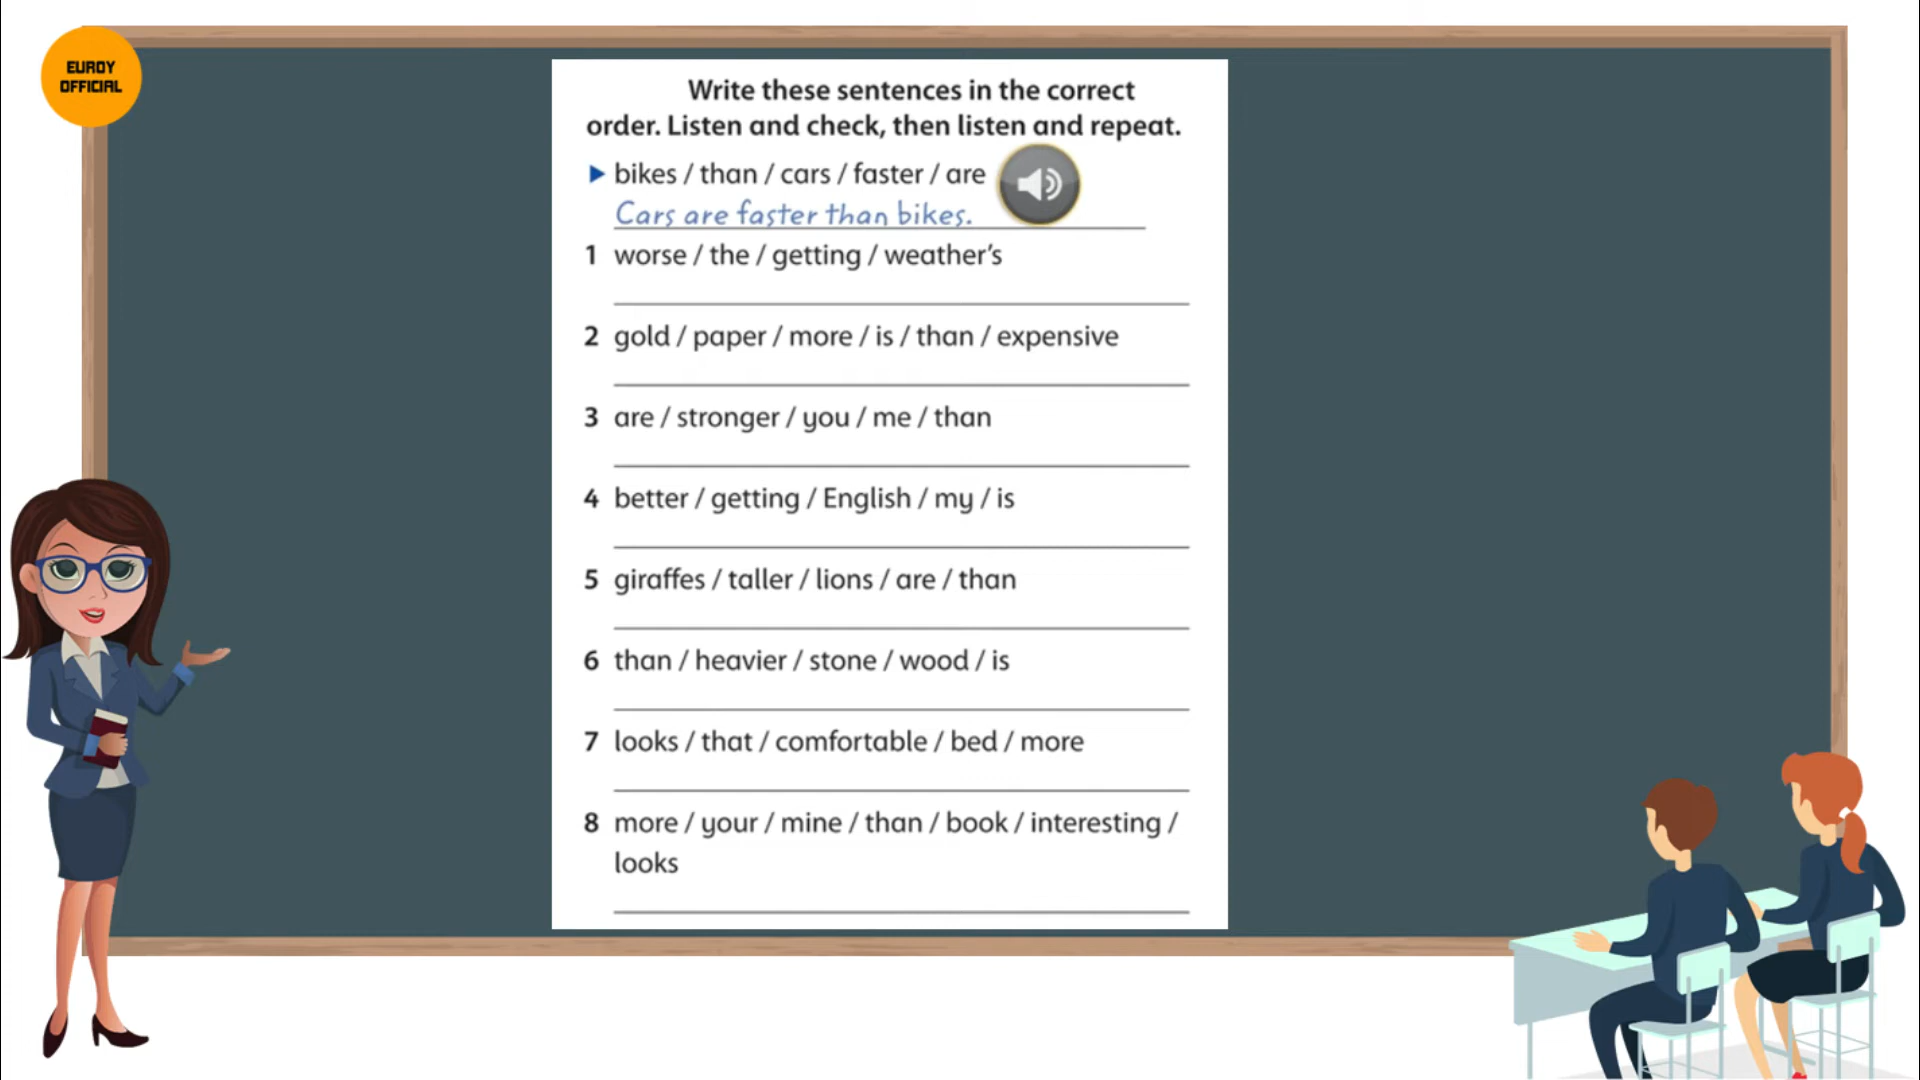 EUROY
OFFICIAL
Write these sentences in the correct
order. Listen and check, then listen and repeat.
bikes / than / cars / faster / are
Cars are faster than bikes.
1 worse / the / getting / weather's
2 gold / paper / more / is / than / expensive
3 are / stronger / you / me / than
4 better / getting / English / my / is
5 giraffes / taller / lions / are / than
6 than / heavier / stone / wood / is
7 looks / that / comfortable / bed / more
8 more / your / mine / than / book / interesting /
looks